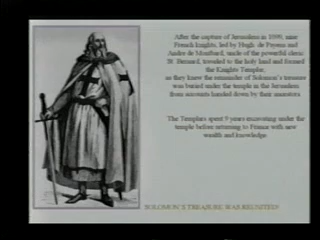 After the capture of Jerusalem in 1099, nine
French knights, led by Hugh de Payens and
Andre de Montbard, uncle of the powerful cleric
St. Bernard, traveled to the holy land and formed
the Knights Templar,
as they knew the remainder of Solomon's treasure
was buried under the temple in the Jerusalem
from accounts handed down by their ancestors
The Templars spent 9 years excavating under the
temple before returning to France with new
wealth and knowledge
SOLOMON'S TREASURE WAS REUNITED!